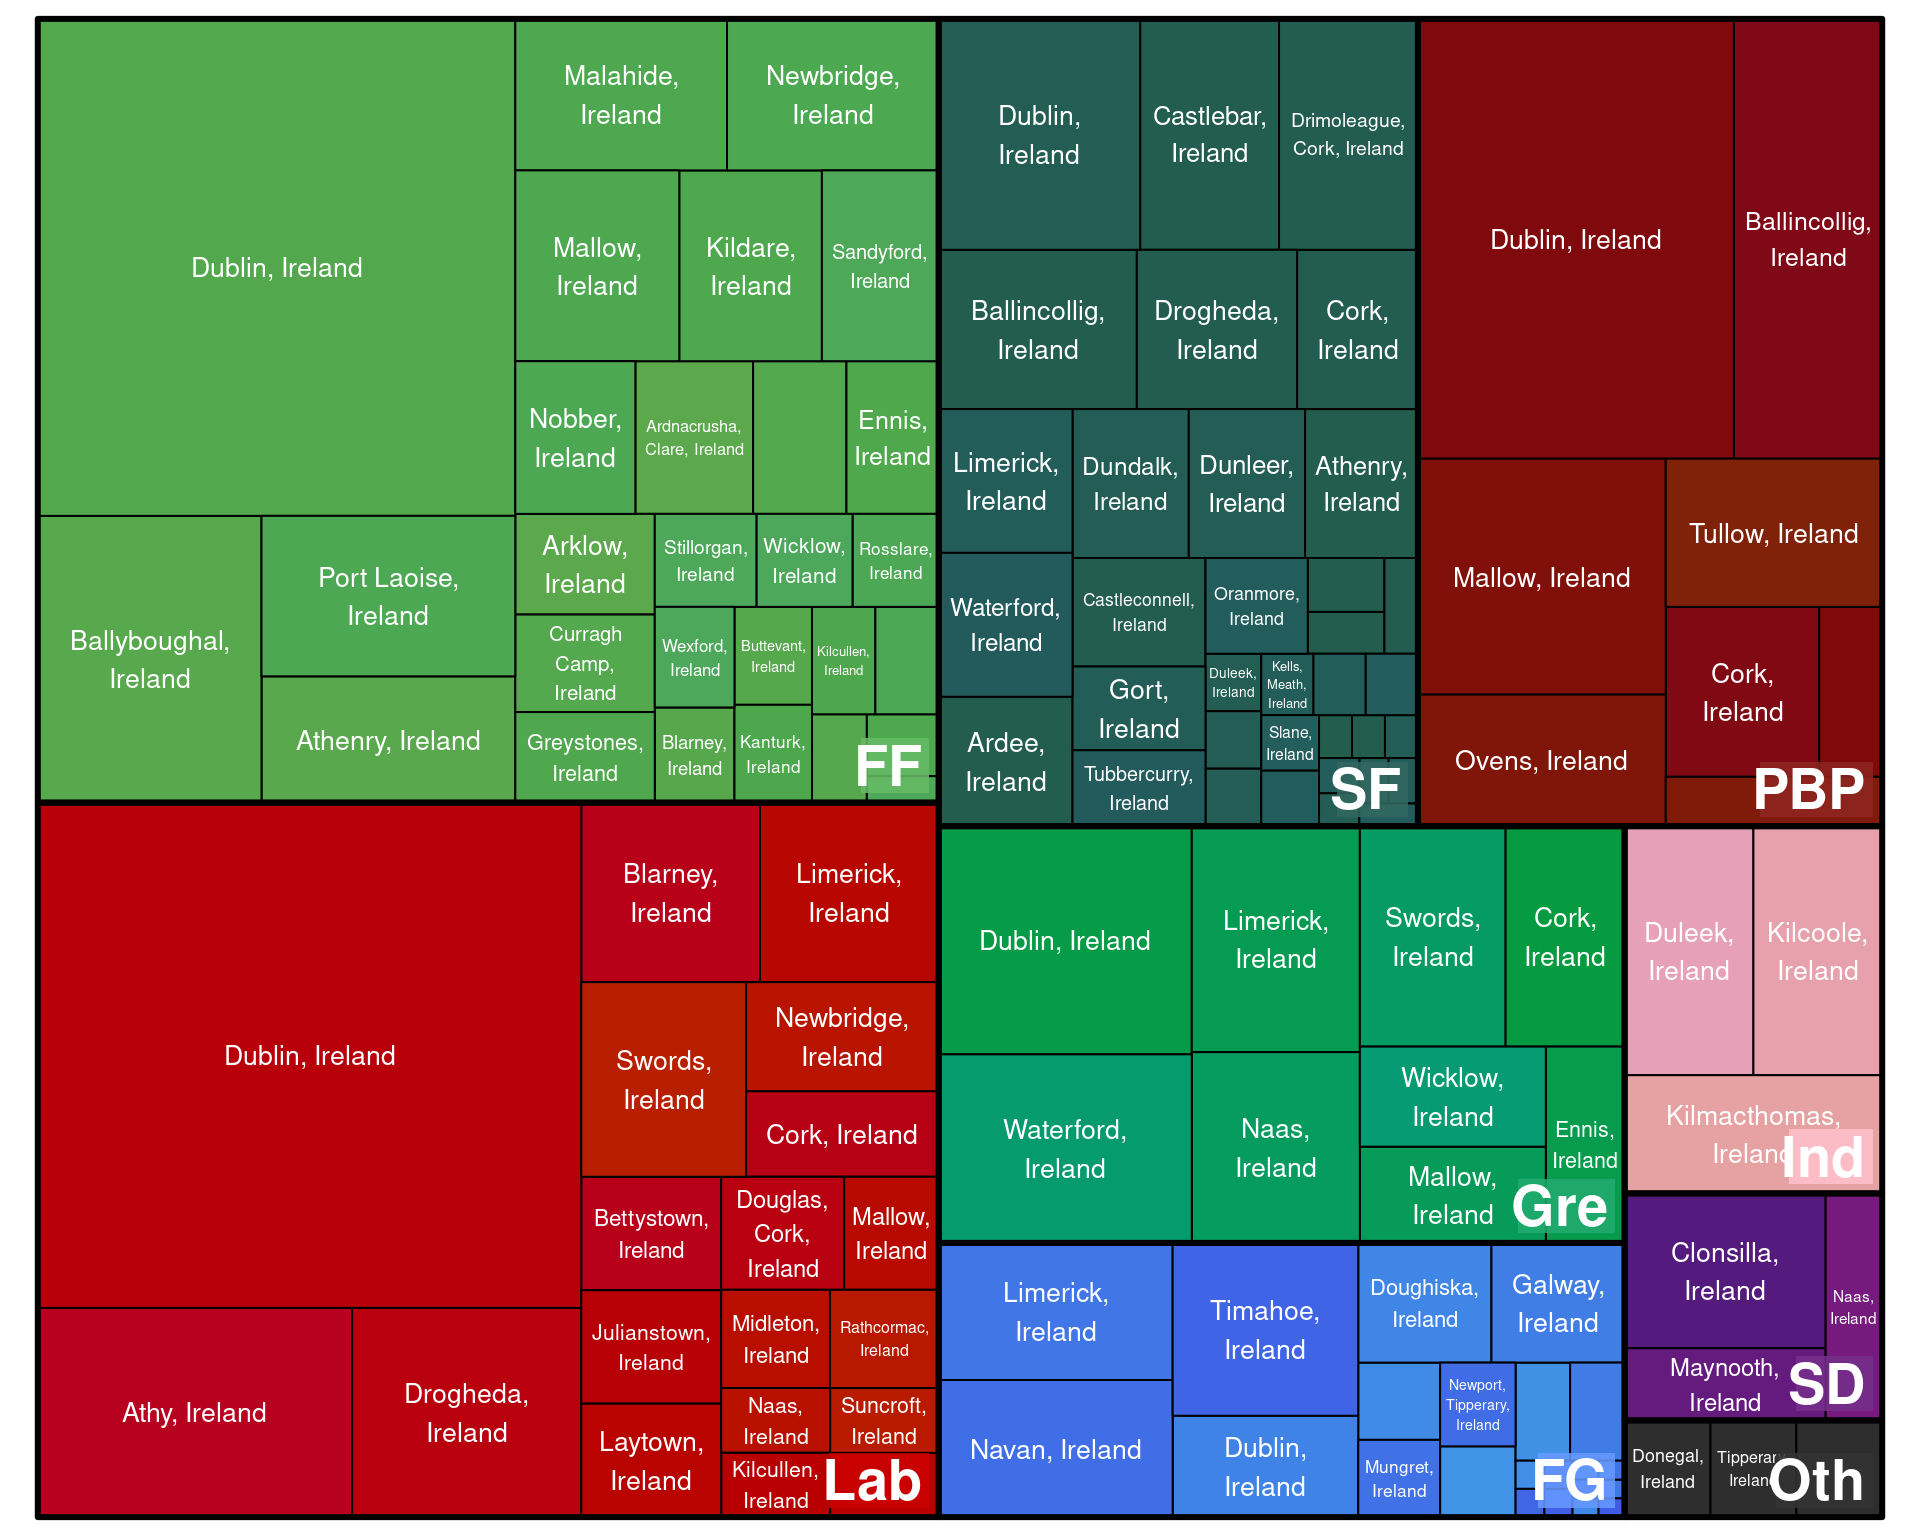 Dublin, Ireland
Malahide,
Ireland
Newbridge,
Ireland
Mallow,
Ireland
Kildare,
Ireland
Sandyford,
Ireland
Nobber,
Ireland
Ardnacrusha,
Clare, Ireland
Ennis,
Ireland
Ballyboughal,
Ireland
Port Laoise,
Ireland
Athenry, Ireland
Arklow,
Ireland
Stillorgan,
Ireland
Wicklow,
Ireland
Rosslare,
Ireland
Curragh
Camp,
Ireland
Wexford,
Ireland
Buttevant,
Ireland
Kilcullen,
Ireland
Greystones,
Ireland
Blarney,
Ireland
Kanturk,
Ireland
FF
Dublin,
Ireland
Castlebar,
Ireland
Drimoleague,
Cork, Ireland
Ballincollig,
Ireland
Drogheda,
Ireland
Cork,
Ireland
Limerick,
Ireland
Dundalk,
Ireland
Dunleer,
Ireland
Athenry,
Ireland
Waterford,
Ireland
Castleconnell,
Ireland
Oranmore,
Ireland
Duleek,
Ireland
Kells,
Meath,
Ireland
Gort,
Ireland
Slane,
Ireland
Ardee,
Ireland
Tubbercurry,
Ireland
SF
Dublin, Ireland
Ballincollig,
Ireland
Mallow, Ireland
Tullow, Ireland
Cork,
Ireland
Ovens, Ireland
PBP
Dublin, Ireland
Blarney,
Ireland
Limerick,
Ireland
Swords,
Ireland
Newbridge,
Ireland
Cork, Ireland
Bettystown,
Ireland
Douglas,
Cork,
Ireland
Mallow,
Ireland
Athy, Ireland
Drogheda,
Ireland
Julianstown,
Ireland
Midleton,
Ireland
Rathcormac,
Ireland
Laytown,
Ireland
Naas,
Ireland
Suncroft,
Ireland
Kilcullen,
Ireland
Lab
Dublin, Ireland
Limerick,
Ireland
Swords,
Ireland
Cork,
Ireland
Waterford,
Ireland
Naas,
Ireland
Wicklow,
Ireland
Ennis,
Ireland
Mallow,
Ireland
Gre
Duleek,
Ireland
Kilcoole,
Ireland
Kilmacthomas,
Ireland
Ind
Clonsilla,
Ireland
Naas,
Ireland
Maynooth,
Ireland
SD
Limerick,
Ireland
Timahoe,
Ireland
Doughiska,
Ireland
Galway,
Ireland
Navan, Ireland
Dublin,
Ireland
Newport,
Tipperary,
Ireland
Mungret,
Ireland
FG
Donegal,
Ireland
Tipperary,
Ireland
Oth